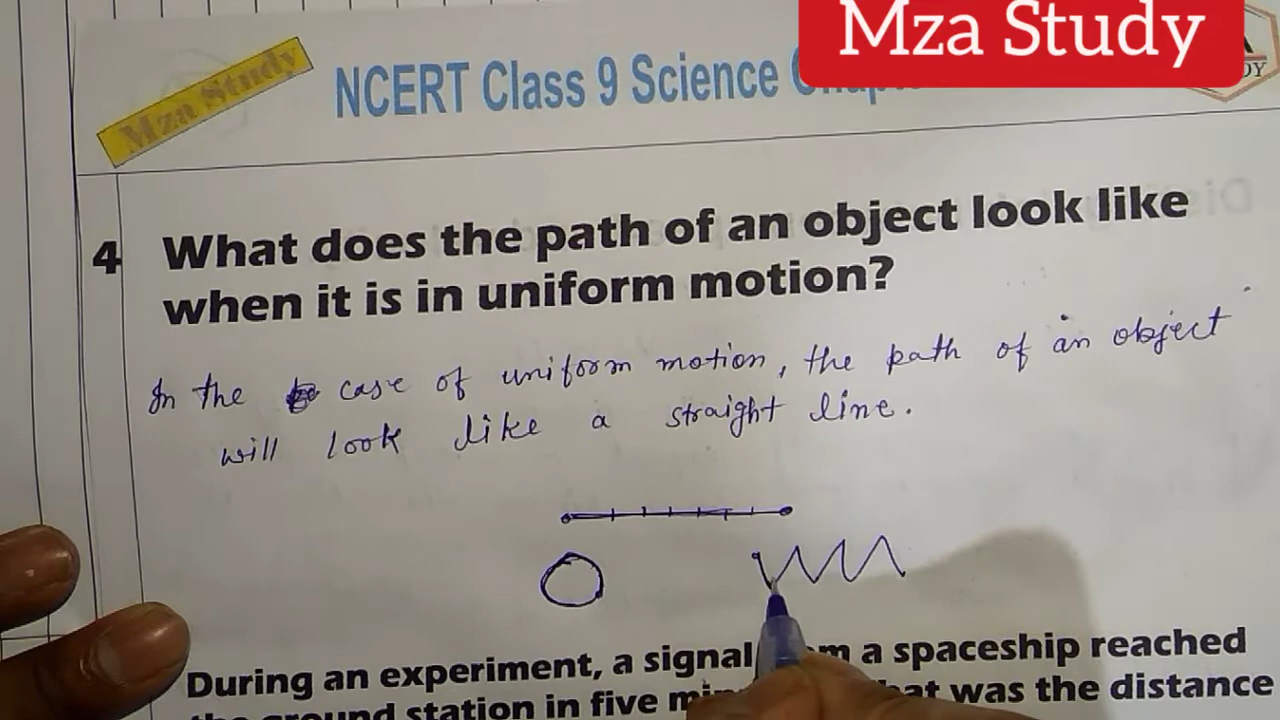 Mza Study
Mza Study
NCERT Class 9 Science
4 What does the path of an object look like
when it is in uniform motion?
In the case of uniform motion, the path of an object
will look like a straight line.
During an experiment, a signal a spaceship reached
ground station in five was the distance